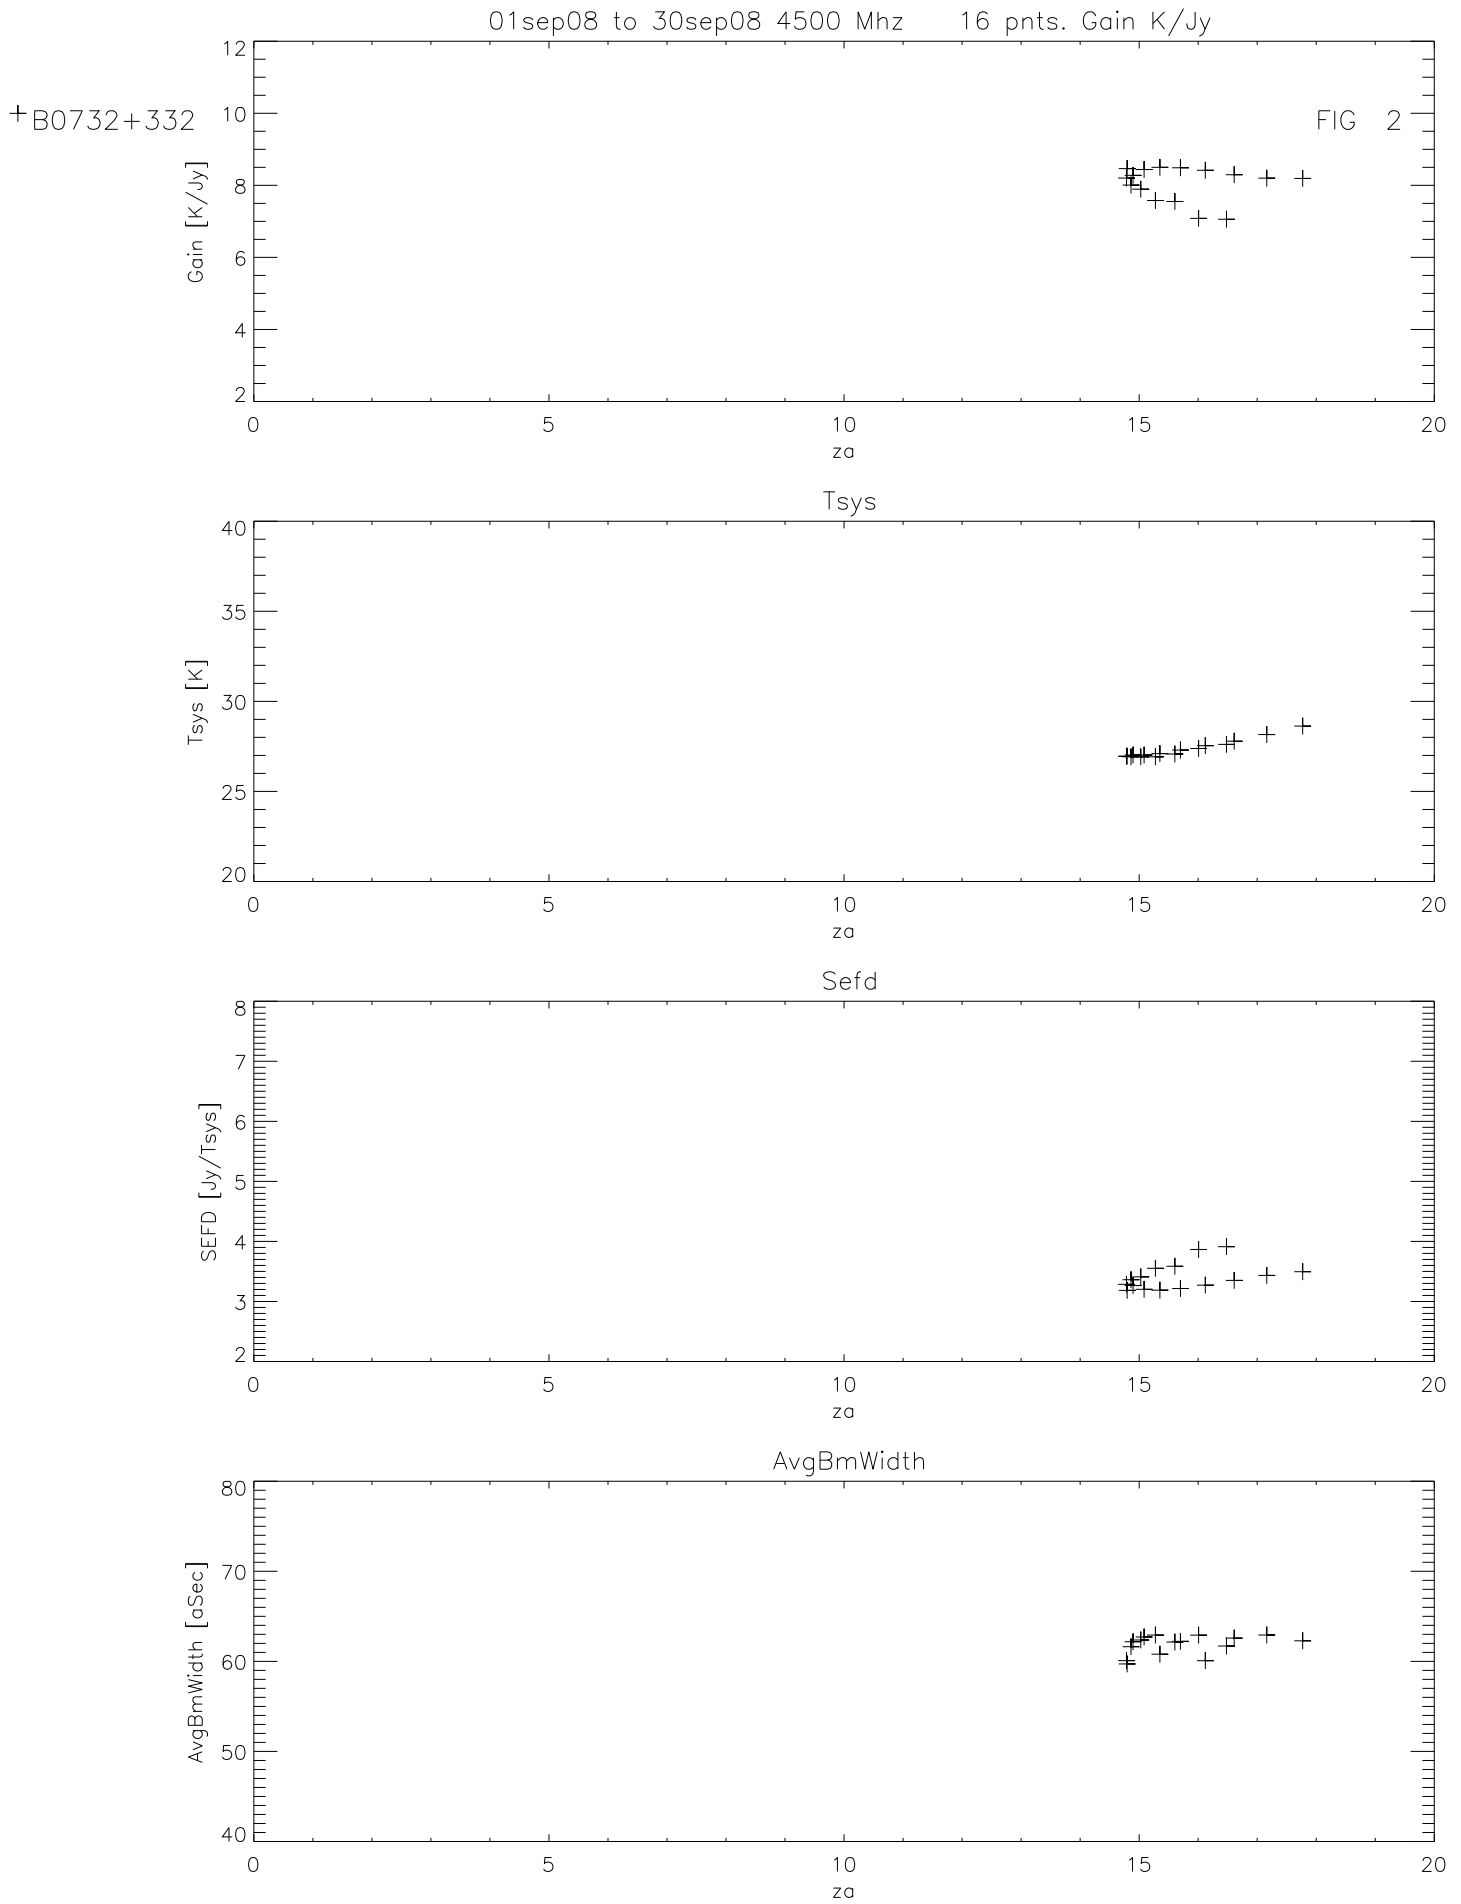 01sep08 to 30sep08 4500 Mhz 16 pnts. Gain K/Jy
+B0732+332
FIG 2
Gain [K/Jy]
12
10
8
6
4
2
0 5 10 15 20
za
Tsys
Tsys [K]
40
35
30
25
20
0 5 10 15 20
za
Sefd
SEFD [Jy/Tsys]
8
7
6
5
4
3
2
0 5 10 15 20
za
AvgBmWidth
AvgBmWidth [aSec]
80
70
60
50
40
0 5 10 15 20
za